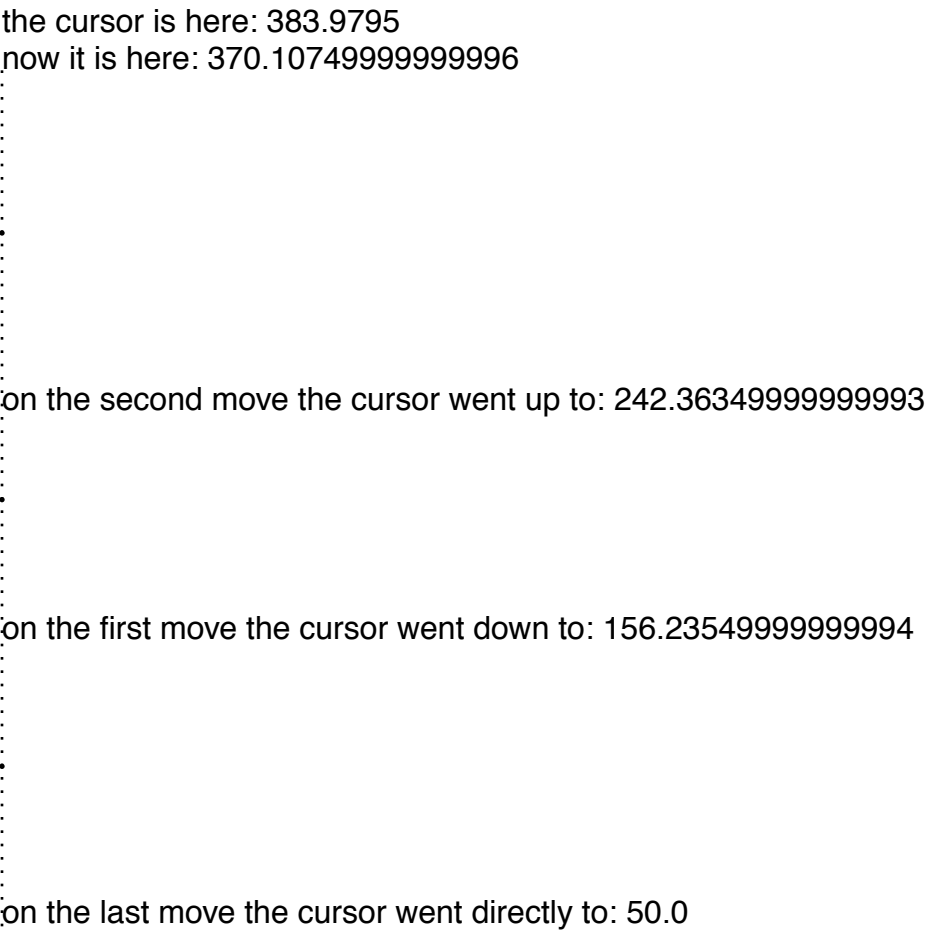 the cursor is here: 383.9795
now it is here: 370.10749999999996
on the second move the cursor went up to: 242.36349999999993
on the first move the cursor went down to: 156.23549999999994
on the last move the cursor went directly to: 50.0